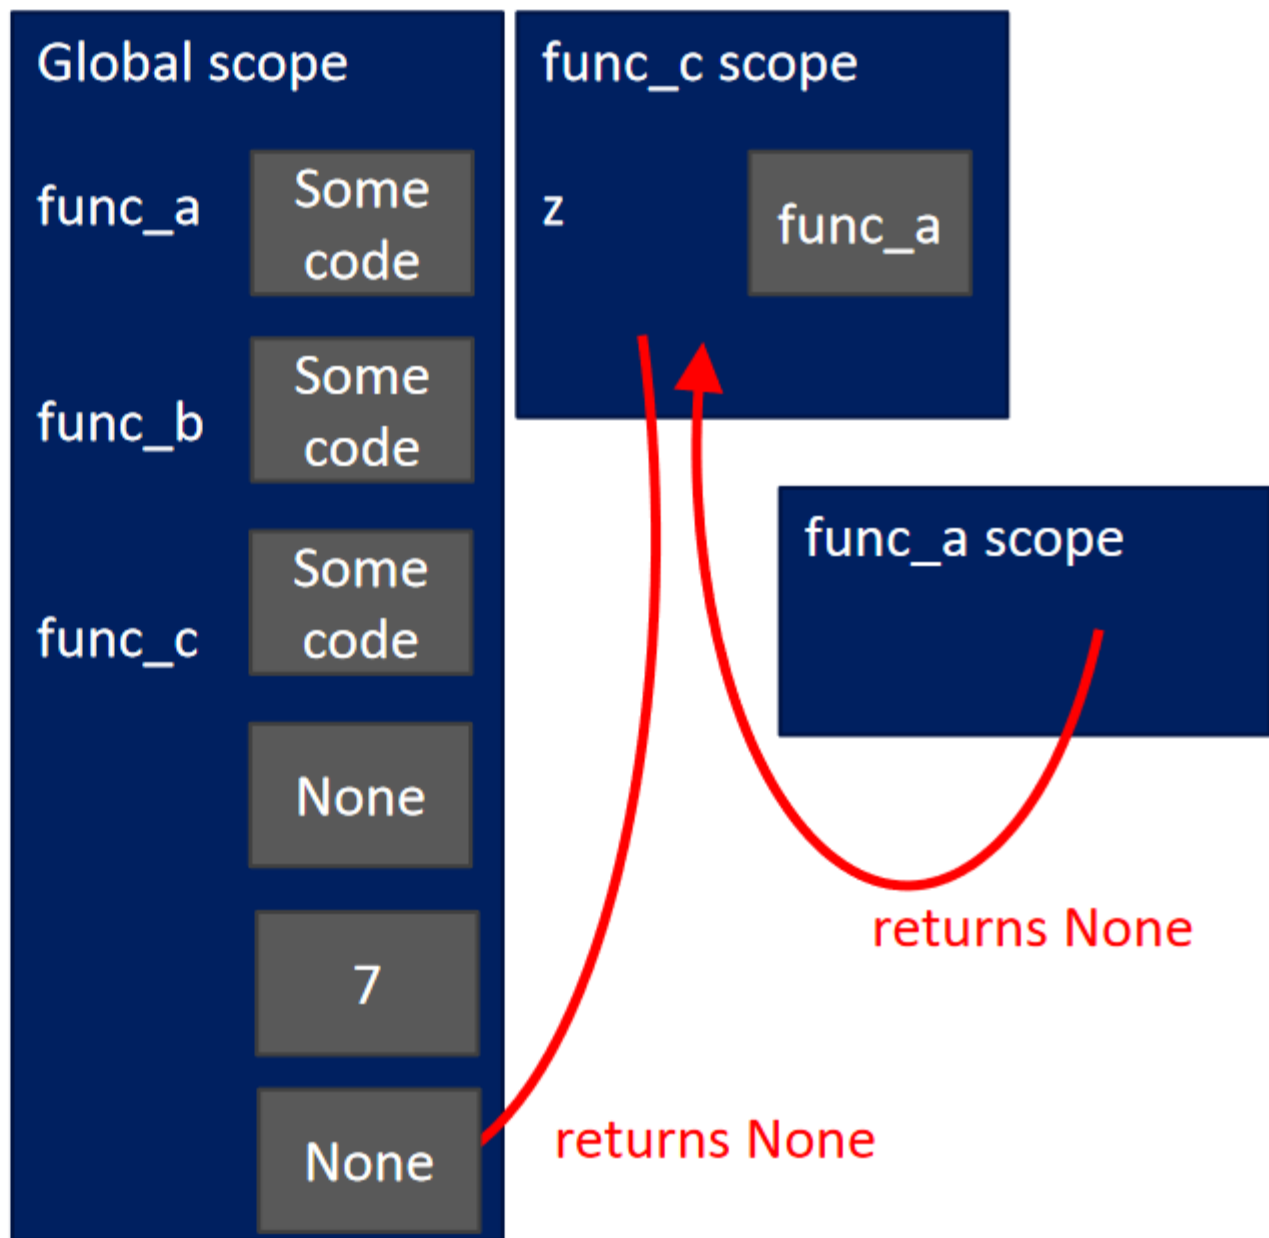 Global scope
func_a
Some
code
func_b
Some
code
func_c
Some
code
None
7
None
func_c scope
z
func_a
func_a scope
returns None
returns None